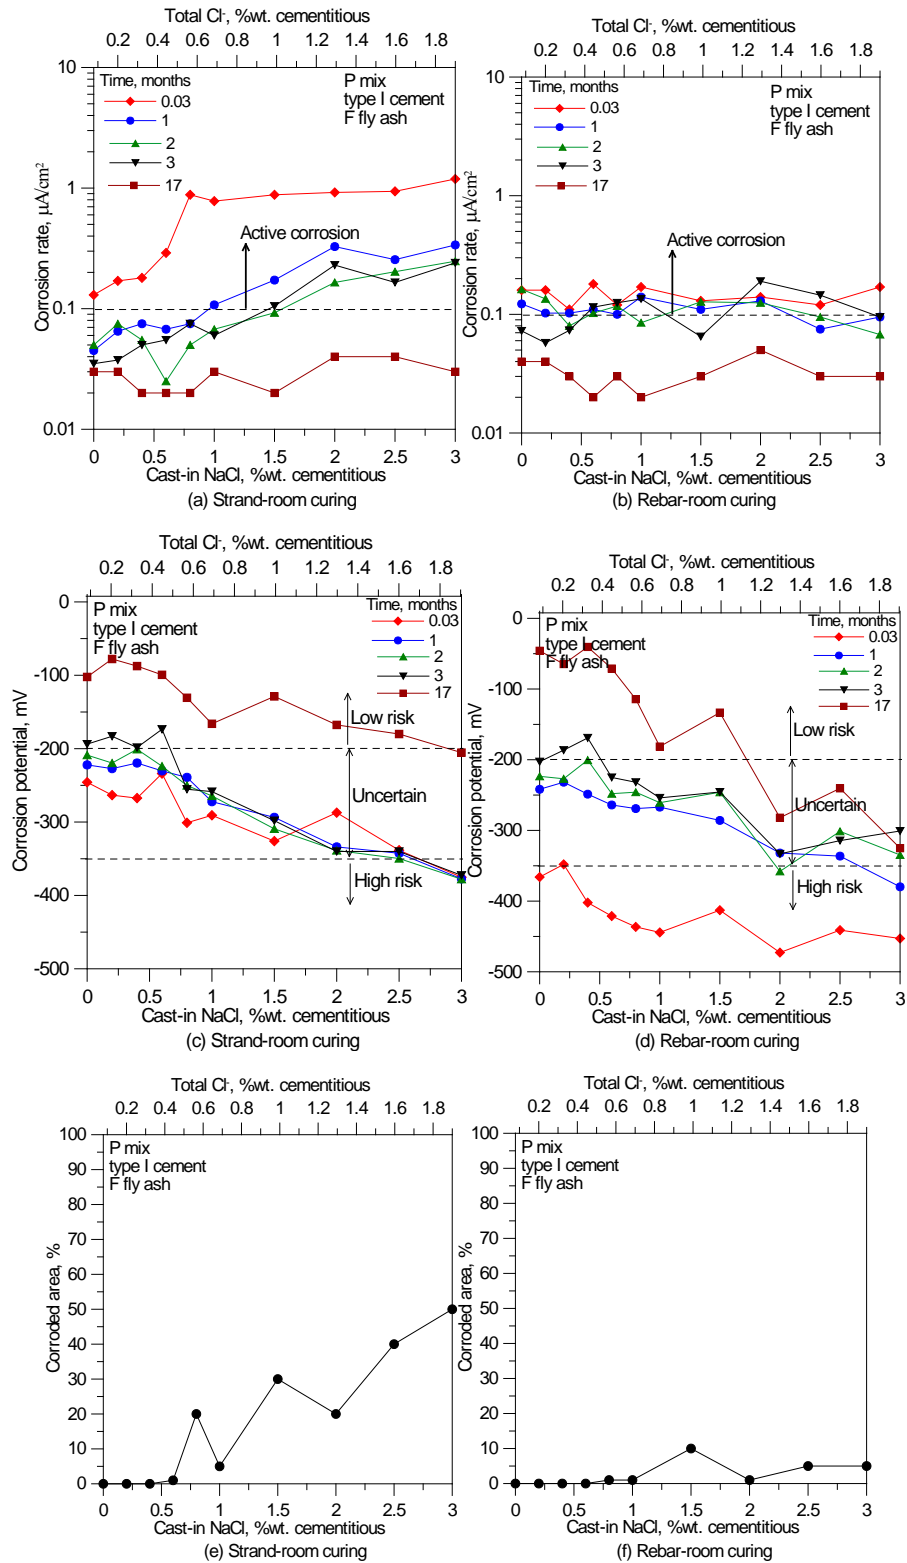 Total Cl-, %wt. cementitious
0.2 0.4 0.6 0.8 1 1.2 1.4 1.6 1.8
10
1
0.1
0.01
Corrosion rate, µA/cm2
Time, months
0.03
1
2
3
17
P mix
type I cement
F fly ash
Active corrosion
0 0.5 1 1.5 2 2.5 3
Cast-in NaCl, %wt. cementitious
(a) Strand-room curing
Total Cl-, %wt. cementitious
0.2 0.4 0.6 0.8 1 1.2 1.4 1.6 1.8
10
1
0.1
0.01
Corrosion rate, µA/cm2
Time, months
0.03
1
2
3
17
P mix
type I cement
F fly ash
Active corrosion
0 0.5 1 1.5 2 2.5 3
Cast-in NaCl, %wt. cementitious
(b) Rebar-room curing
Total Cl-, %wt. cementitious
0.2 0.4 0.6 0.8 1 1.2 1.4 1.6 1.8
0
-100
-200
-300
-400
-500
Corrosion potential, mV
P mix
type I cement
F fly ash
Time, months
0.03
1
2
3
17
Low risk
Uncertain
High risk
0 0.5 1 1.5 2 2.5 3
Cast-in NaCl, %wt. cementitious
(c) Strand-room curing
Total Cl-, %wt. cementitious
0.2 0.4 0.6 0.8 1 1.2 1.4 1.6 1.8
0
-100
-200
-300
-400
-500
Corrosion potential, mV
P mix
type I cement
F fly ash
Time, months
0.03
1
2
3
17
Low risk
Uncertain
High risk
0 0.5 1 1.5 2 2.5 3
Cast-in NaCl, %wt. cementitious
(d) Rebar-room curing
Total Cl-, %wt. cementitious
0.2 0.4 0.6 0.8 1 1.2 1.4 1.6 1.8
100
90
80
70
60
50
40
30
20
10
0
Corroded area, %
P mix
type I cement
F fly ash
0 0.5 1 1.5 2 2.5 3
Cast-in NaCl, %wt. cementitious
(e) Strand-room curing
Total Cl-, %wt. cementitious
0.2 0.4 0.6 0.8 1 1.2 1.4 1.6 1.8
100
90
80
70
60
50
40
30
20
10
0
Corroded area, %
P mix
type I cement
F fly ash
0 0.5 1 1.5 2 2.5 3
Cast-in NaCl, %wt. cementitious
(f) Rebar-room curing